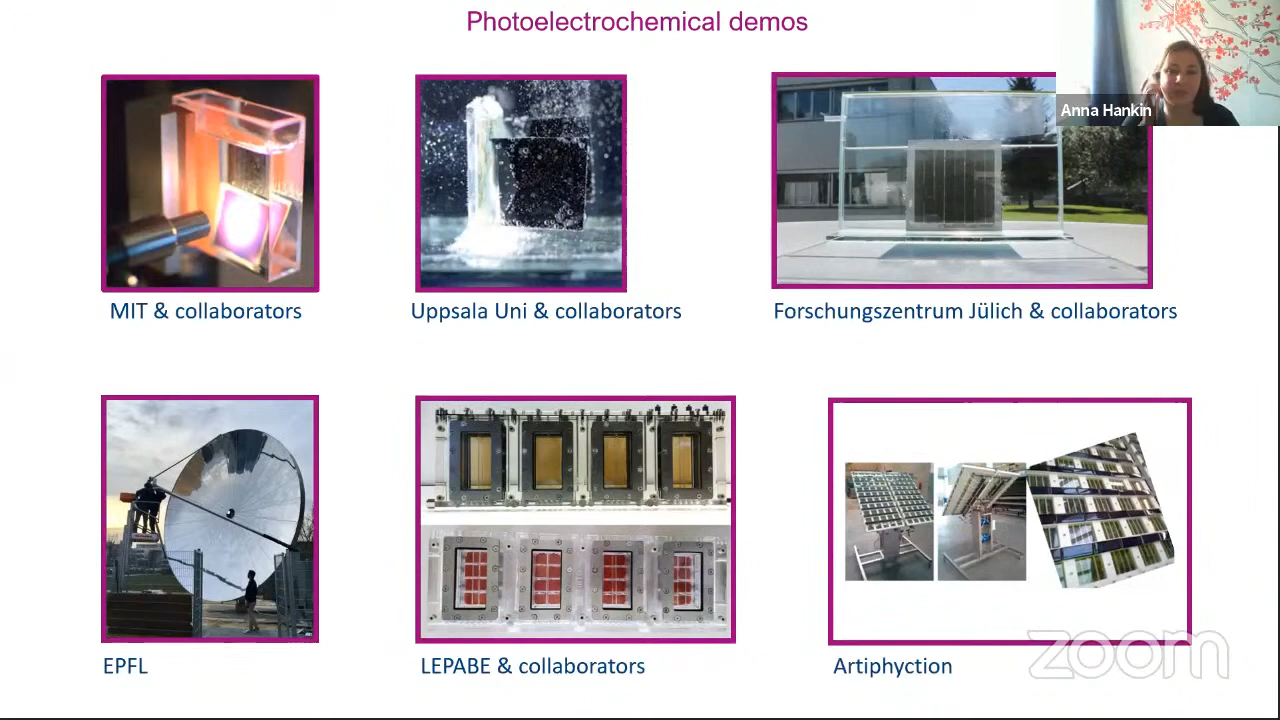 Photoelectrochemical demos
Anna Hankin
MIT & collaborators
Uppsala Uni & collaborators
Forschungszentrum Jülich & collaborators
EPFL
LEPABE & collaborators
Artiphyction
zoom